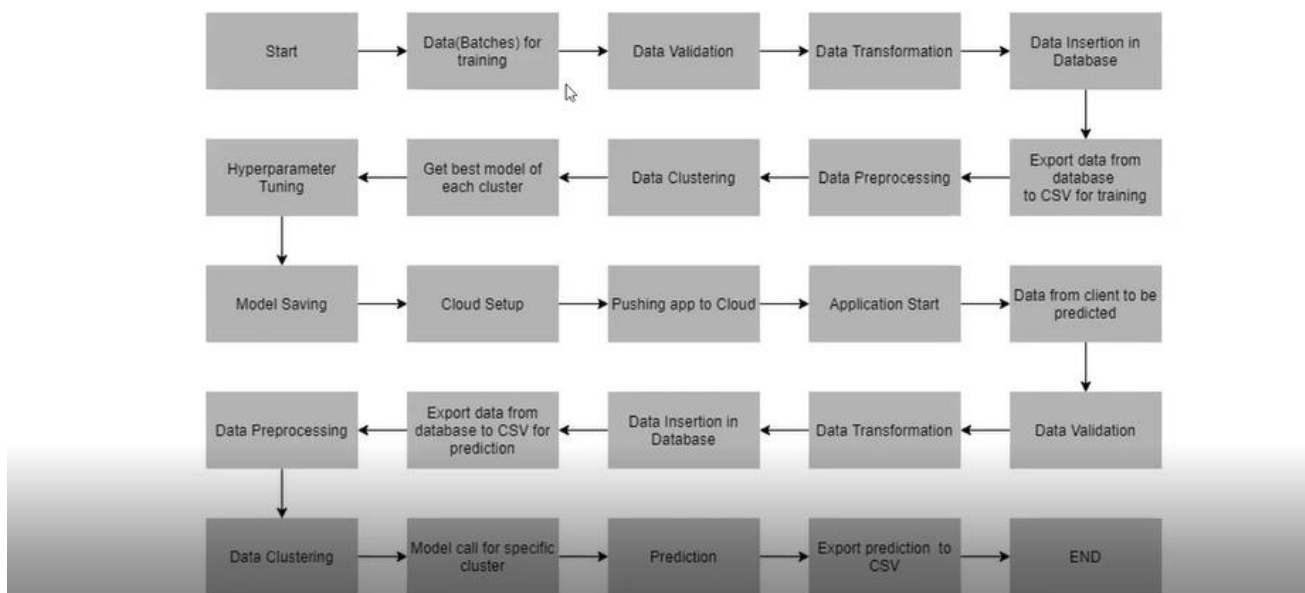 Start
Data(Batches) for
training
Data Validation
Data Transformation
Data Insertion in
Database
Hyperparameter
Tuning
Get best model of
each cluster
Data Clustering
Data Preprocessing
Export data from
database
to CSV for training
Model Saving
Cloud Setup
Pushing app to Cloud
Application Start
Data from client to be
predicted
Data Preprocessing
Export data from
database to CSV for
prediction
Data Insertion in
Database
Data Transformation
Data Validation
Data Clustering
Model call for specific
cluster
Prediction
Export prediction to
CSV
END